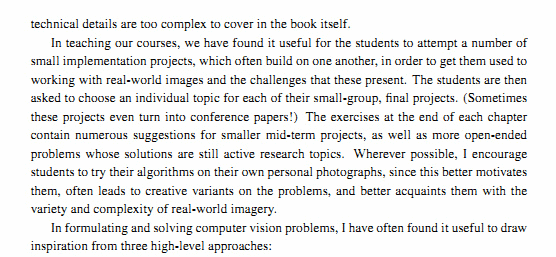 technical details are too complex to cover in the book itself.
In teaching our courses, we have found it useful for the students to attempt a number of
small implementation projects, which often build on one another, in order to get them used to
working with real-world images and the challenges that these present. The students are then
asked to choose an individual topic for each of their small-group, final projects. (Sometimes
these projects even turn into conference papers!) The exercises at the end of each chapter
contain numerous suggestions for smaller mid-term projects, as well as more open-ended
problems whose solutions are still active research topics. Wherever possible, I encourage
students to try their algorithms on their own personal photographs, since this better motivates
them, often leads to creative variants on the problems, and better acquaints them with the
variety and complexity of real-world imagery.
In formulating and solving computer vision problems, I have often found it useful to draw
inspiration from three high-level approaches: